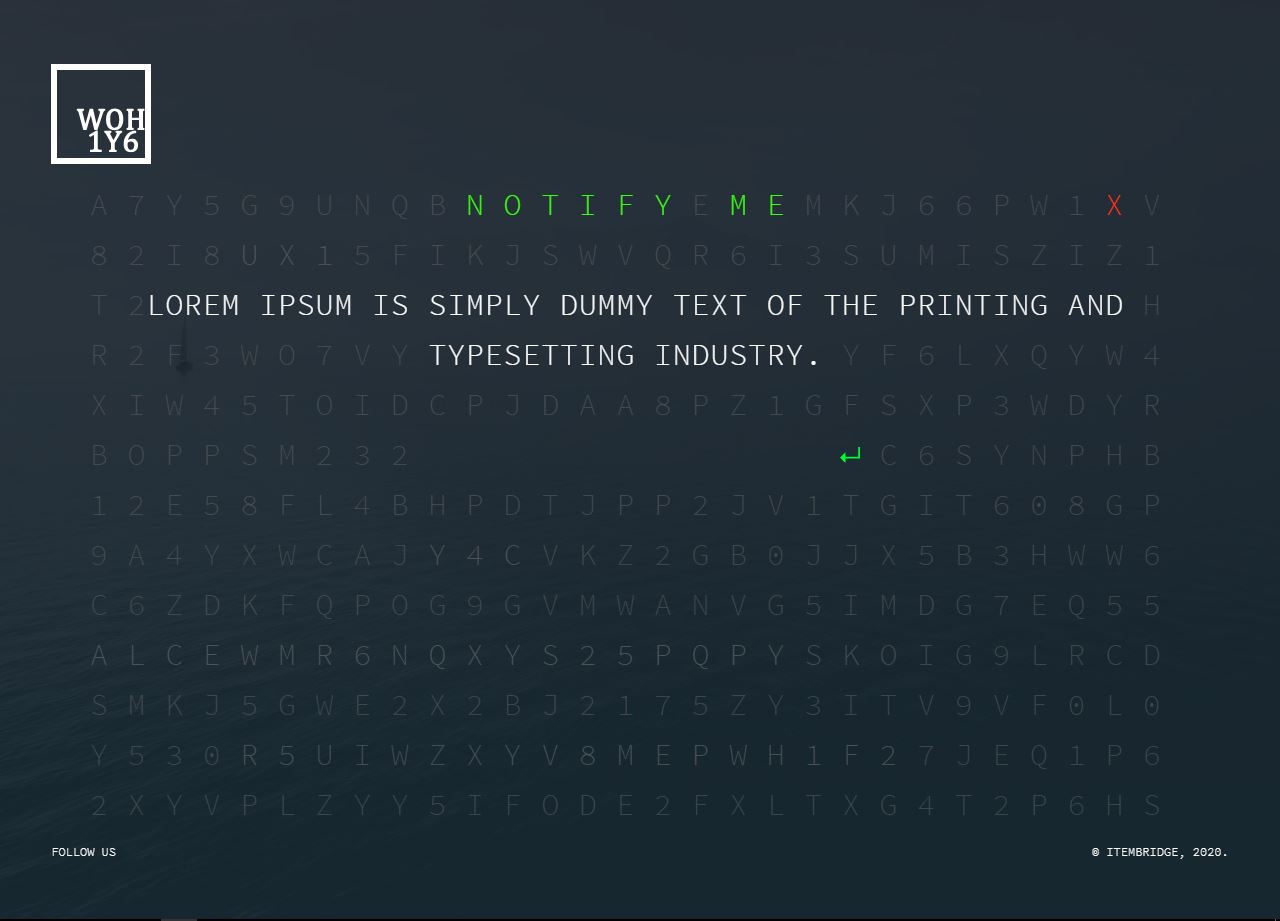 WOH
1Y6
A 7 Y 5 G 9 U N Q B N O T I F Y E M E M K J 6 6 P W 1 X V
8 2 I 8 U X 1 5 F I K J S W V Q R 6 I 3 S U M I S Z I Z 1
T 2 LOREM IPSUM IS SIMPLY DUMMY TEXT OF THE PRINTING AND H
R 2 F 3 W O 7 V Y TYPESETTING INDUSTRY. Y F 6 L X Q Y W 4
X I W 4 5 T O I D C P J D A A 8 P Z 1 G F S X P 3 W D Y R
B O P P S M 2 3 2 ↵ C 6 S Y N P H B
1 2 E 5 8 F L 4 B H P D T J P P 2 J V 1 T G I T 6 0 8 G P
9 A 4 Y X W C A J Y 4 C V K Z 2 G B 0 J J X 5 B 3 H W W 6
C 6 Z D K F Q P O G 9 G V M W A N V G 5 I M D G 7 E Q 5 5
A L C E W M R 6 N Q X Y S 2 5 P Q P Y S K O I G 9 L R C D
S M K J 5 G W E 2 X 2 B J 2 1 7 5 Z Y 3 I T V 9 V F 0 L 0
Y 5 3 0 R 5 U I W Z X Y V 8 M E P W H 1 F 2 7 J E Q 1 P 6
2 X Y V P L Z Y Y 5 I F O D E 2 F X L T X G 4 T 2 P 6 H S
FOLLOW US
© ITEMBRIDGE, 2020.